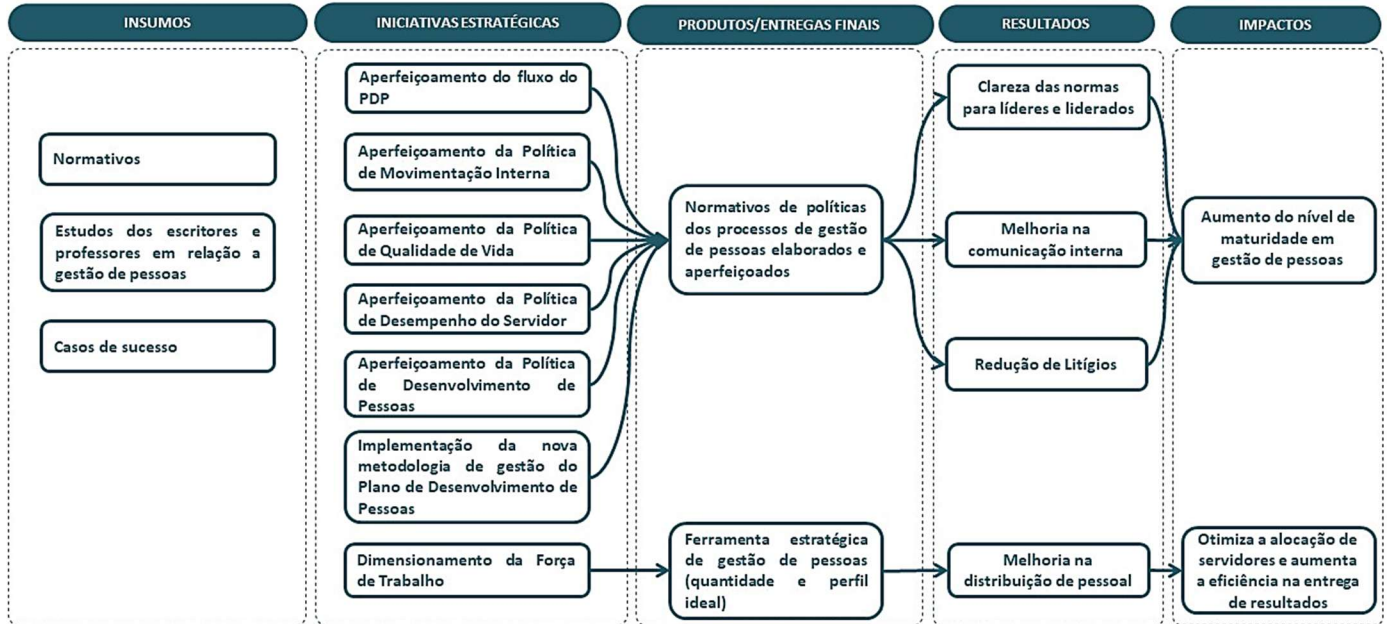 INSUMOS
INICIATIVAS ESTRATÉGICAS
PRODUTOS/ENTREGAS FINAIS
RESULTADOS
IMPACTOS
Normativos
Estudos dos escritores e
professores em relação a
gestão de pessoas
Casos de sucesso
Aperfeiçoamento do fluxo do
PDP
Aperfeiçoamento da Política
de Movimentação Interna
Aperfeiçoamento da Política
de Qualidade de Vida
Aperfeiçoamento da Política
de Desempenho do Servidor
Aperfeiçoamento da Política
de Desenvolvimento de
Pessoas
Implementação da nova
metodologia de gestão do
Plano de Desenvolvimento de
Pessoas
Dimensionamento da Força
de Trabalho
Normativos de políticas
dos processos de gestão
de pessoas elaborados e
aperfeiçoados
Ferramenta estratégica
de gestão de pessoas
(quantidade e perfil
ideal)
Clareza das normas
para líderes e liderados
Melhoria na
comunicação interna
Redução de Litígios
Melhoria na
distribuição de pessoal
Aumento do nível de
maturidade em
gestão de pessoas
Otimiza a alocação de
servidores e aumenta
a eficiência na entrega
de resultados